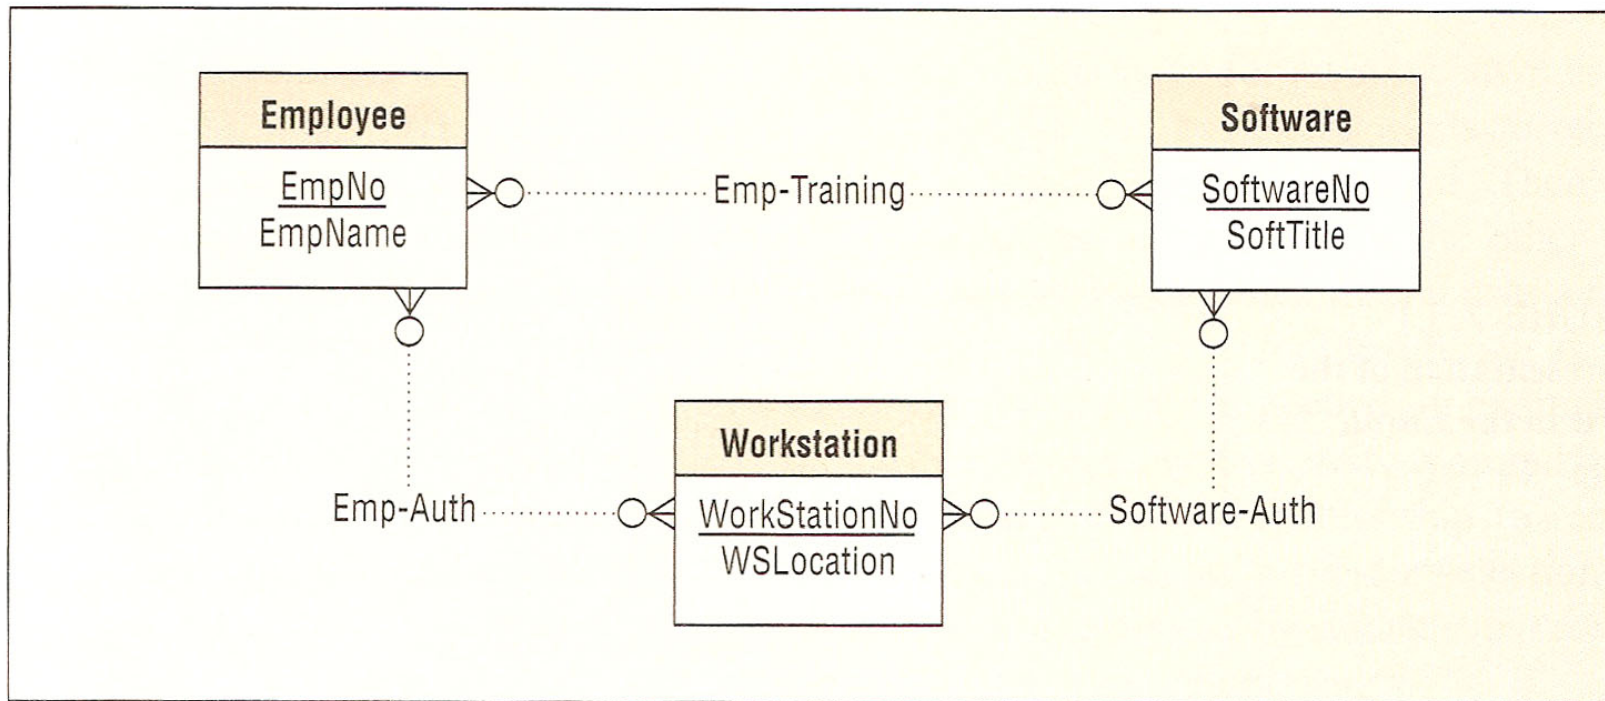 Employee
EmpNo
EmpName
Emp-Training
Software
SoftwareNo
SoftTitle
Emp-Auth
Workstation
WorkStationNo
WSLocation
Software-Auth